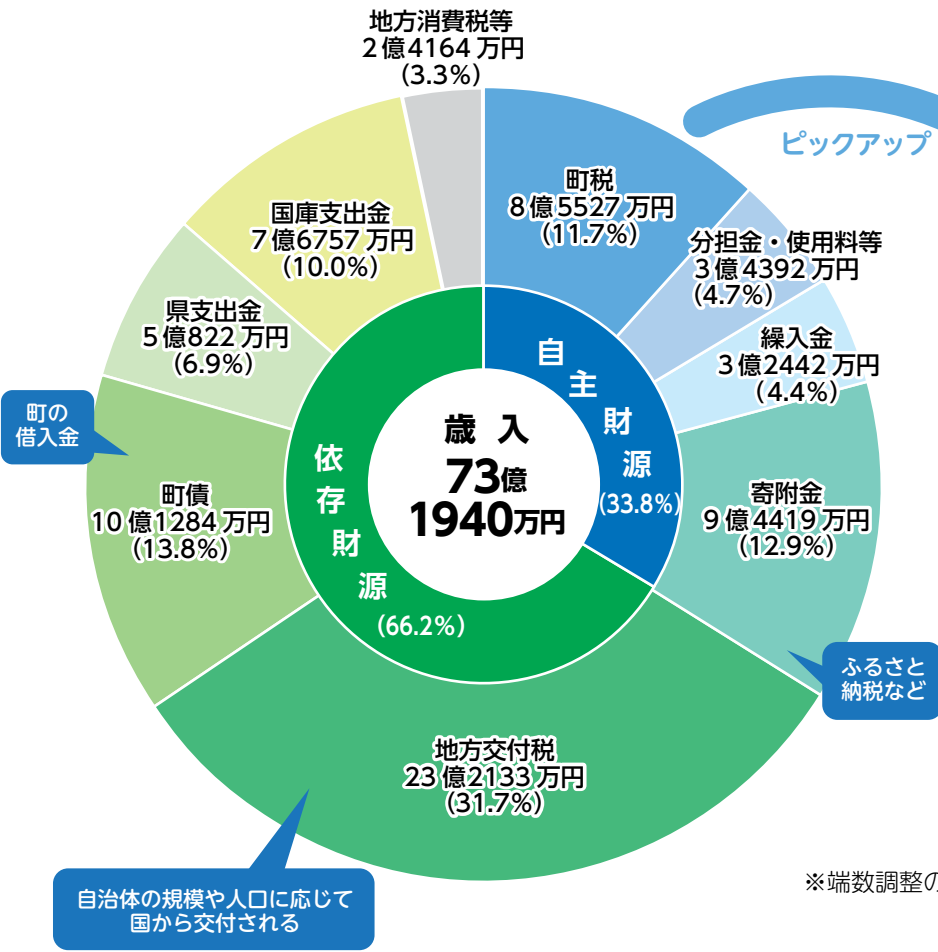 地方消費税等
2億4164万円
(3.3%)
ピックアップ
町税
8億5527万円
(11.7%)
分担金・使用料等
3億4392万円
(4.7%)
繰入金
3億2442万円
(4.4%)
寄附金
9億4419万円
(12.9%)
ふるさと
納税など
地方交付税
23億2133万円
(31.7%)
自治体の規模や人口に応じて
国から交付される
町債
10億1284万円
(13.8%)
町の
借入金
県支出金
5億822万円
(6.9%)
国庫支出金
7億6757万円
(10.0%)
自主財源
(33.8%)
依存財源
(66.2%)
歳入
73億
1940万円
※端数調整の